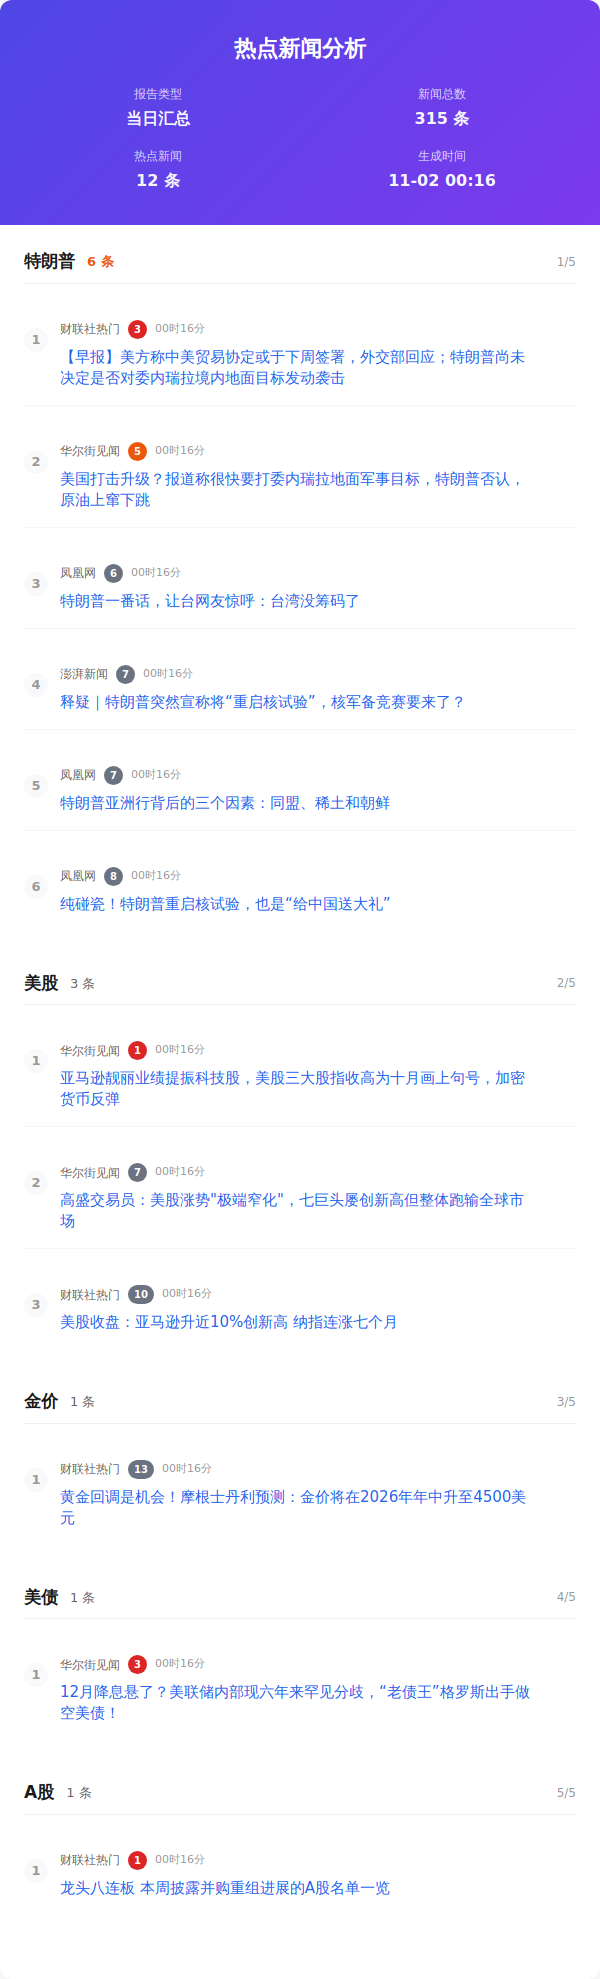 热点新闻分析
报告类型
新闻总数
当日汇总
315 条
热点新闻
生成时间
12 条
11-02 00:16
特朗普 6 条 1/5
1 财联社热门 3 00时16分
【早报】美方称中美贸易协定或于下周签署，外交部回应；特朗普尚未
决定是否对委内瑞拉境内地面目标发动袭击
2 华尔街见闻 5 00时16分
美国打击升级？报道称很快要打委内瑞拉地面军事目标，特朗普否认，
原油上窜下跳
3 凤凰网 6 00时16分
特朗普一番话，让台网友惊呼：台湾没筹码了
4 澎湃新闻 7 00时16分
释疑｜特朗普突然宣称将“重启核试验”，核军备竞赛要来了？
5 凤凰网 7 00时16分
特朗普亚洲行背后的三个因素：同盟、稀土和朝鲜
6 凤凰网 8 00时16分
纯碰瓷！特朗普重启核试验，也是“给中国送大礼”
美股 3 条 2/5
1 华尔街见闻 1 00时16分
亚马逊靓丽业绩提振科技股，美股三大股指收高为十月画上句号，加密
货币反弹
2 华尔街见闻 7 00时16分
高盛交易员：美股涨势"极端窄化"，七巨头屡创新高但整体跑输全球市
场
3 财联社热门 10 00时16分
美股收盘：亚马逊升近10%创新高 纳指连涨七个月
金价 1 条 3/5
1 财联社热门 13 00时16分
黄金回调是机会！摩根士丹利预测：金价将在2026年年中升至4500美
元
美债 1 条 4/5
1 华尔街见闻 3 00时16分
12月降息悬了？美联储内部现六年来罕见分歧，“老债王”格罗斯出手做
空美债！
A股 1 条 5/5
1 财联社热门 1 00时16分
龙头八连板 本周披露并购重组进展的A股名单一览